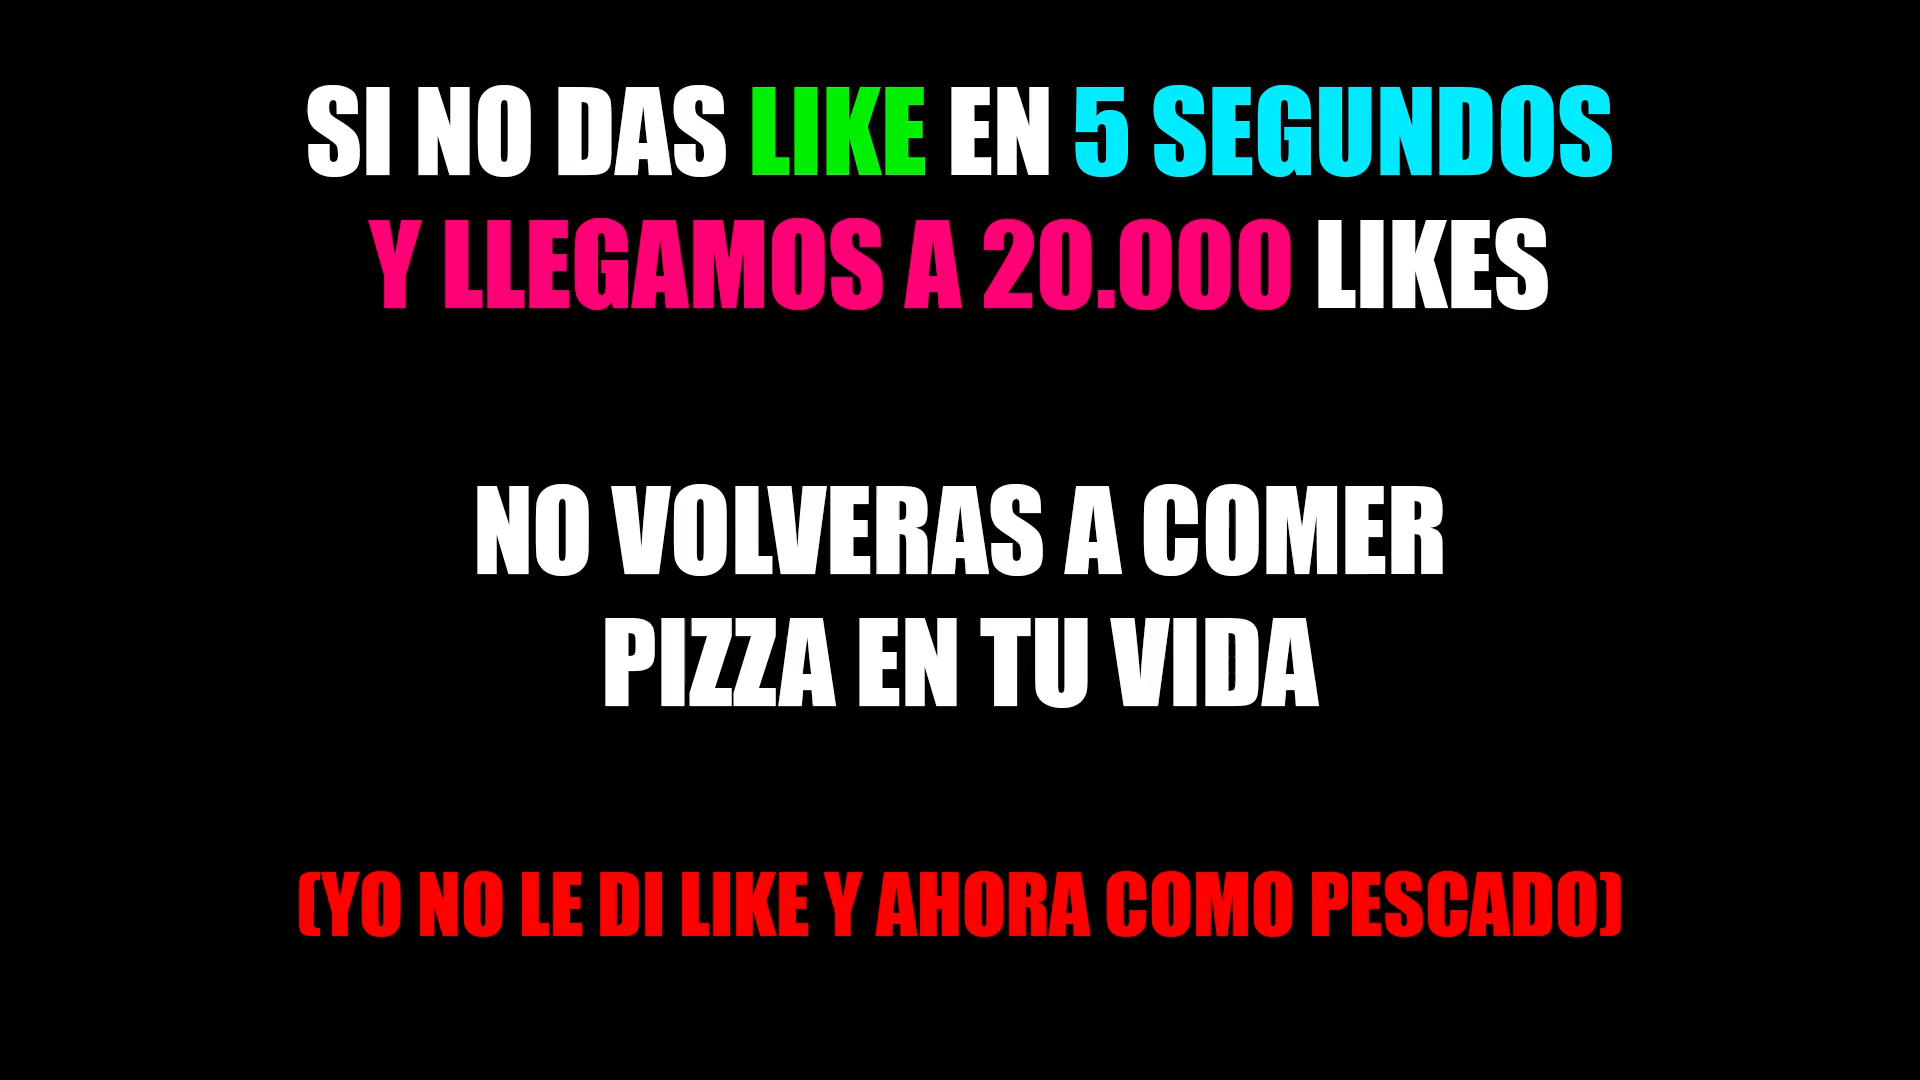 SI NO DAS LIKE EN 5 SEGUNDOS
Y LLEGAMOS A 20.000 LIKES
NO VOLVERAS A COMER
PIZZA EN TU VIDA
(YO NO LE DI LIKE Y AHORA COMO PESCADO)